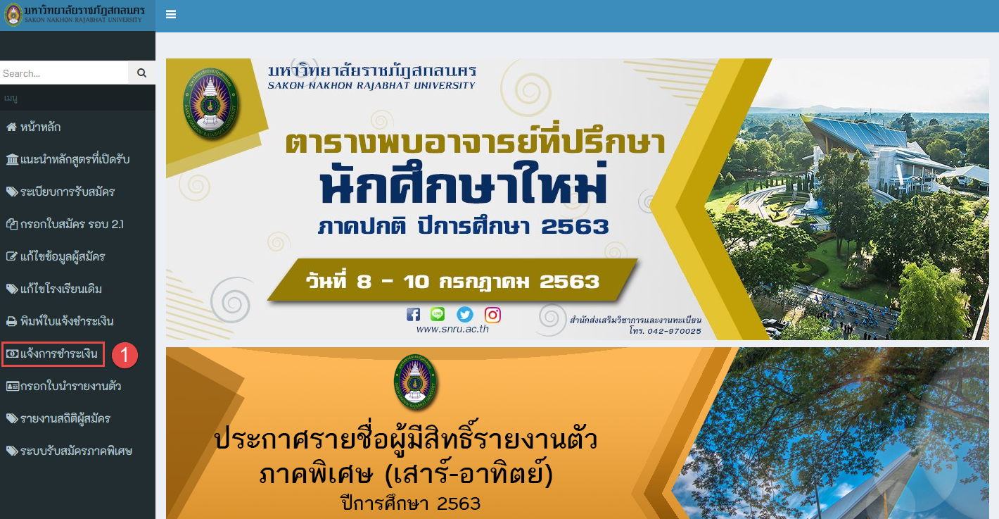 มหาวิทยาลัยราชภัฏสกลนคร
SAKON NAKHON RAJABHAT UNIVERSITY
Search...
เมนู
หน้าหลัก
แนะนำหลักสูตรที่เปิดรับ
ระเบียบการรับสมัคร
กรอกใบสมัคร รอบ 2.1
แก้ไขข้อมูลผู้สมัคร
แก้ไขโรงเรียนเดิม
พิมพ์ใบแจ้งชำระเงิน
แจ้งการชำระเงิน
1
กรอกใบนำรายงานตัว
รายงานสถิติผู้สมัคร
ระบบรับสมัครภาคพิเศษ
มหาวิทยาลัยราชภัฏสกลนคร
SAKON NAKHON RAJABHAT UNIVERSITY
ตารางพบอาจารย์ที่ปรึกษา
นักศึกษาใหม่
ภาคปกติ ปีการศึกษา 2563
วันที่ 8 - 10 กรกฎาคม 2563
LINE
www.snru.ac.th
สำนักส่งเสริมวิชาการและงานทะเบียน
โทร. 042-970025
ประกาศรายชื่อผู้มีสิทธิ์รายงานตัว
ภาคพิเศษ (เสาร์-อาทิตย์)
ปีการศึกษา 2563